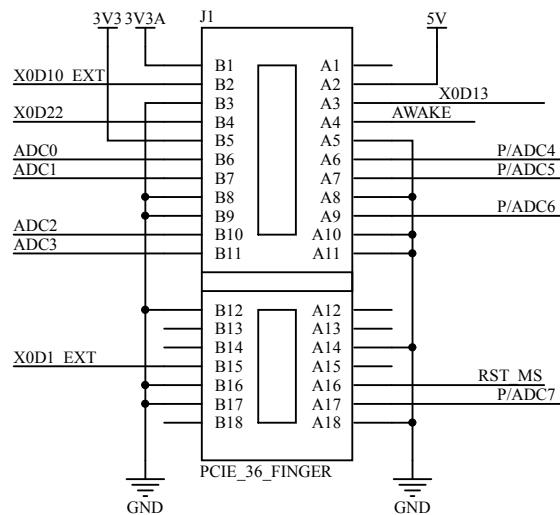 3V3 3V3A J1 5V
B1 A1
X0D10_EXT B2 A2
B3 A3 X0D13
X0D22 B4 A4 AWAKE
B5 A5
ADC0 B6 A6 P/ADC4
ADC1 B7 A7 P/ADC5
B8 A8
B9 A9 P/ADC6
ADC2 B10 A10
ADC3 B11 A11
B12 A12
B13 A13
B14 A14
X0D1_EXT B15 A15
B16 A16 RST_MS
B17 A17 P/ADC7
B18 A18
PCIE_36_FINGER
GND GND